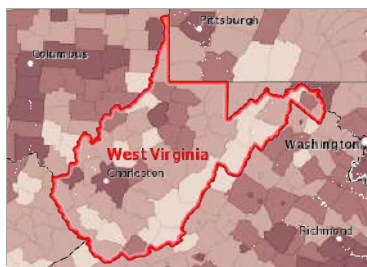 Pittsburgh
Columbus
Washington
West Virginia
Charleston
Richmond